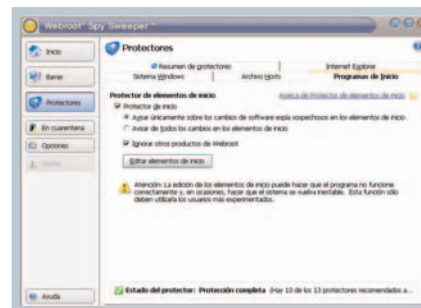 Webroot® Spy Sweeper™
Inicio
Barrer
Protectores
En cuarentena
Opciones
Alertas
Ayuda
Protectores
Resumen de protectores
Internet Explorer
Sistema Windows
Archivo Hosts
Programas de Inicio
Protector de elementos de inicio
Acerca de Protector de elementos de inicio
Protector de inicio
Avisar únicamente sobre los cambios de software espía sospechosos en los elementos de inicio
Avisar de todos los cambios en los elementos de inicio
Ignorar otros productos de Webroot
Editar elementos de inicio
Atención: La edición de los elementos de inicio puede hacer que el programa no funcione
correctamente y, en ocasiones, hacer que el sistema se vuelva inestable. Esta función sólo
deben utilizarla los usuarios más experimentados.
Estado del protector: Protección completa (Hay 13 de los 13 protectores recomendados a...